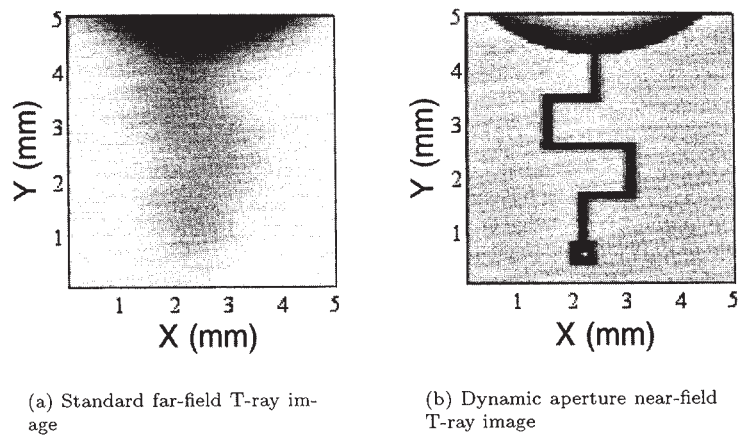 5
4
3
2
1
Y (mm)
1 2 3 4 5
X (mm)
(a) Standard far-field T-ray im-
age
5
4
3
2
1
Y (mm)
1 2 3 4 5
X (mm)
(b) Dynamic aperture near-field
T-ray image